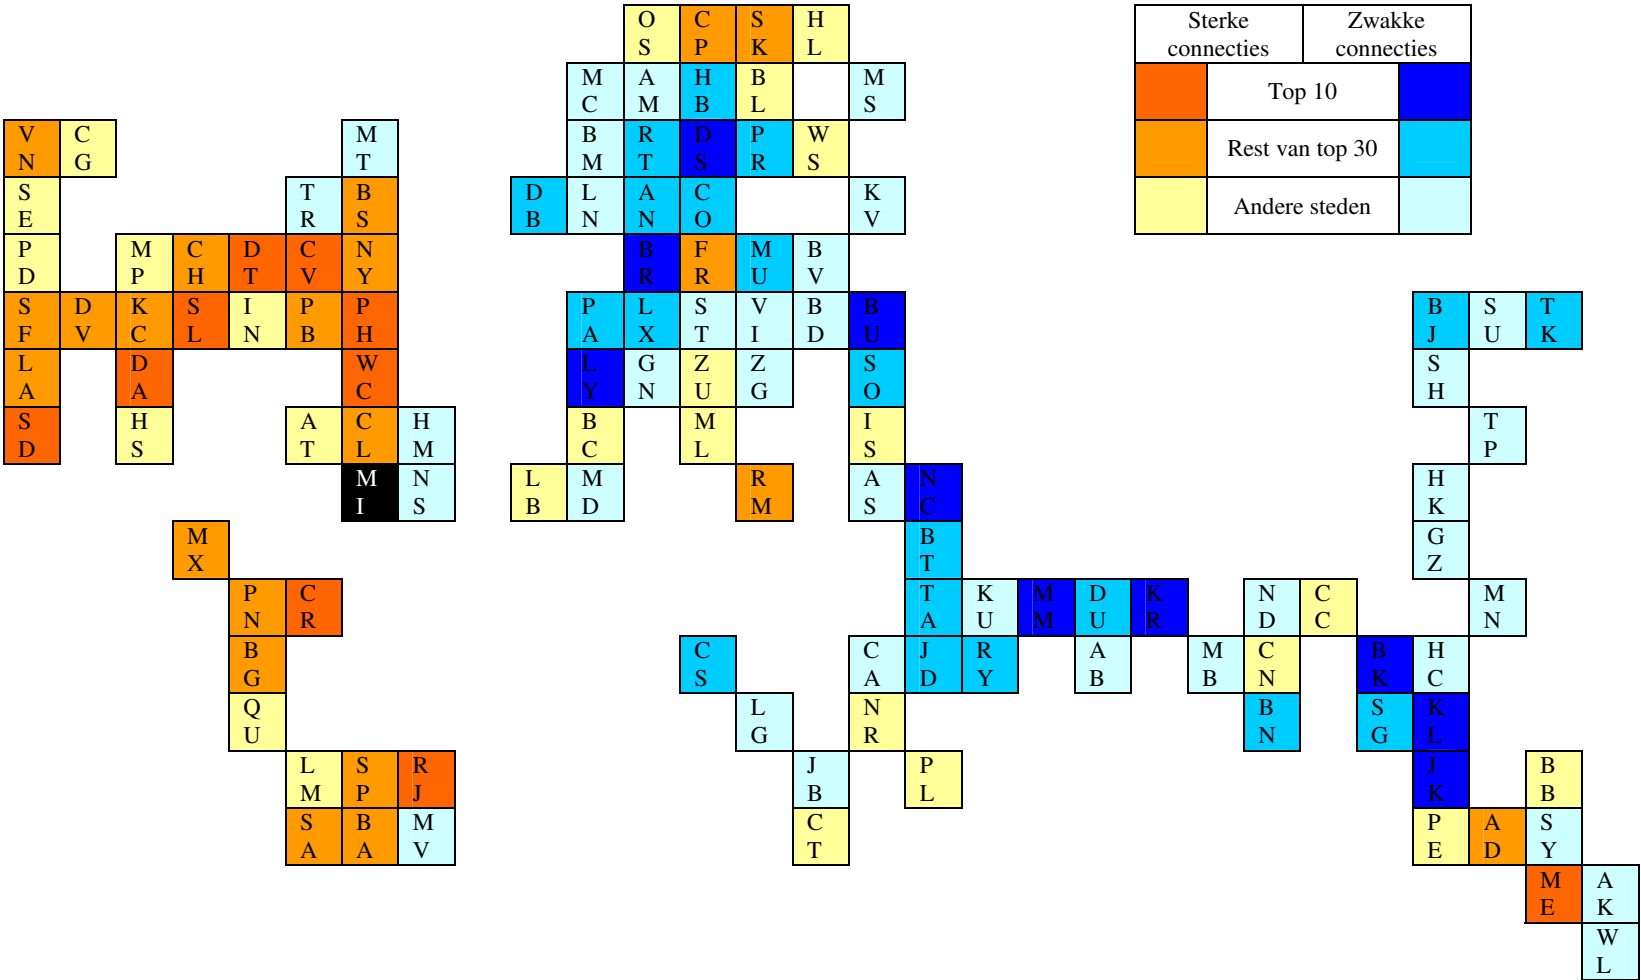 O C S H Sterke Zwakke
S P K L connecties connecties
M A H B M
Top 10
C M B L S
V C M B R D P W
Rest van top 30
N G T M T S R S
S T B D L A C K
Andere steden
E R S B N N O V
P M C D C N B F M B
D P H T V Y R R U V
S D K S I P P P L S V B B B S T
F V C L N B H A X T I D U J U K
L D W L G Z Z S S
A A C Y N U G O H
S H A C H B M I T
D S T L M C L S P
M N L M R A N H
I S B D M S C K
M B G
X T Z
P C T K M D K N C M
N R A U M U R D C N
B C C J R A M C B H
G S A D Y B B N K C
Q L N B S K
U G R N G L
L S R J P J B
M P J B L K B
S B M C P A S
A A V T E D Y
M A
E K
W
L